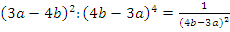 (3a − 4b)²:(4b − 3a)⁴ = 1/(4b−3a)²